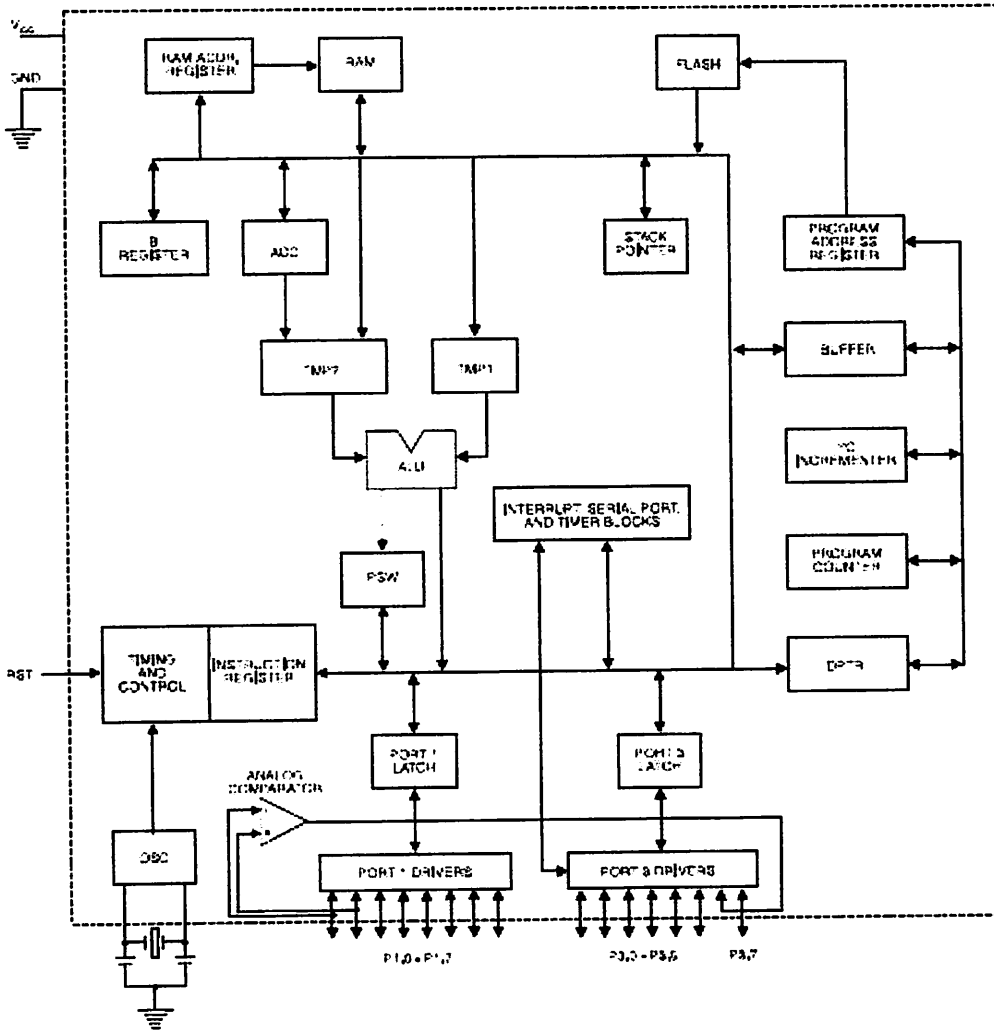 VCC
GND
RAM ADDR.
REGISTER
RAM
FLASH
B
REGISTER
ACC
STACK
POINTER
PROGRAM
ADDRESS
REGISTER
TMP2
TMP1
BUFFER
ALU
PC
INCREMENTER
INTERRUPT, SERIAL PORT,
AND TIMER BLOCKS
PSW
PROGRAM
COUNTER
RST
TIMING
AND
CONTROL
INSTRUCTION
REGISTER
DPTR
PORT 1
LATCH
PORT 3
LATCH
ANALOG
COMPARATOR
+
OSC
PORT 1 DRIVERS
PORT 3 DRIVERS
P1.0 - P1.7
P3.0 - P3.5
P3.7